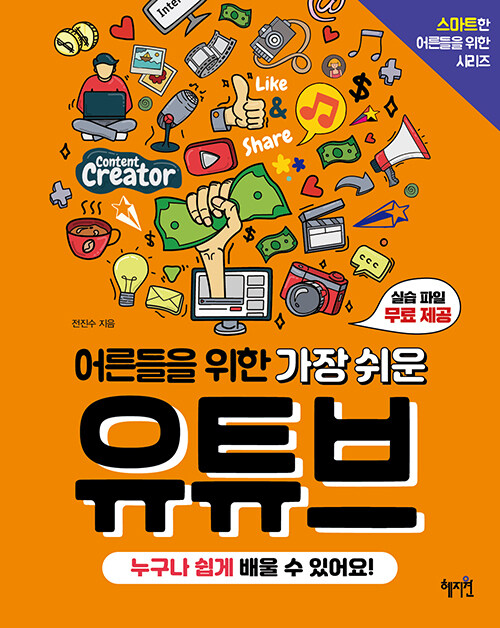 스마트한
어른들을 위한
시리즈
Inter
Like
&
Share
Content
Creator
실습 파일
무료 제공
전진수 지음
어른들을 위한 가장 쉬운
유튜브
누구나 쉽게 배울 수 있어요!
혜지원